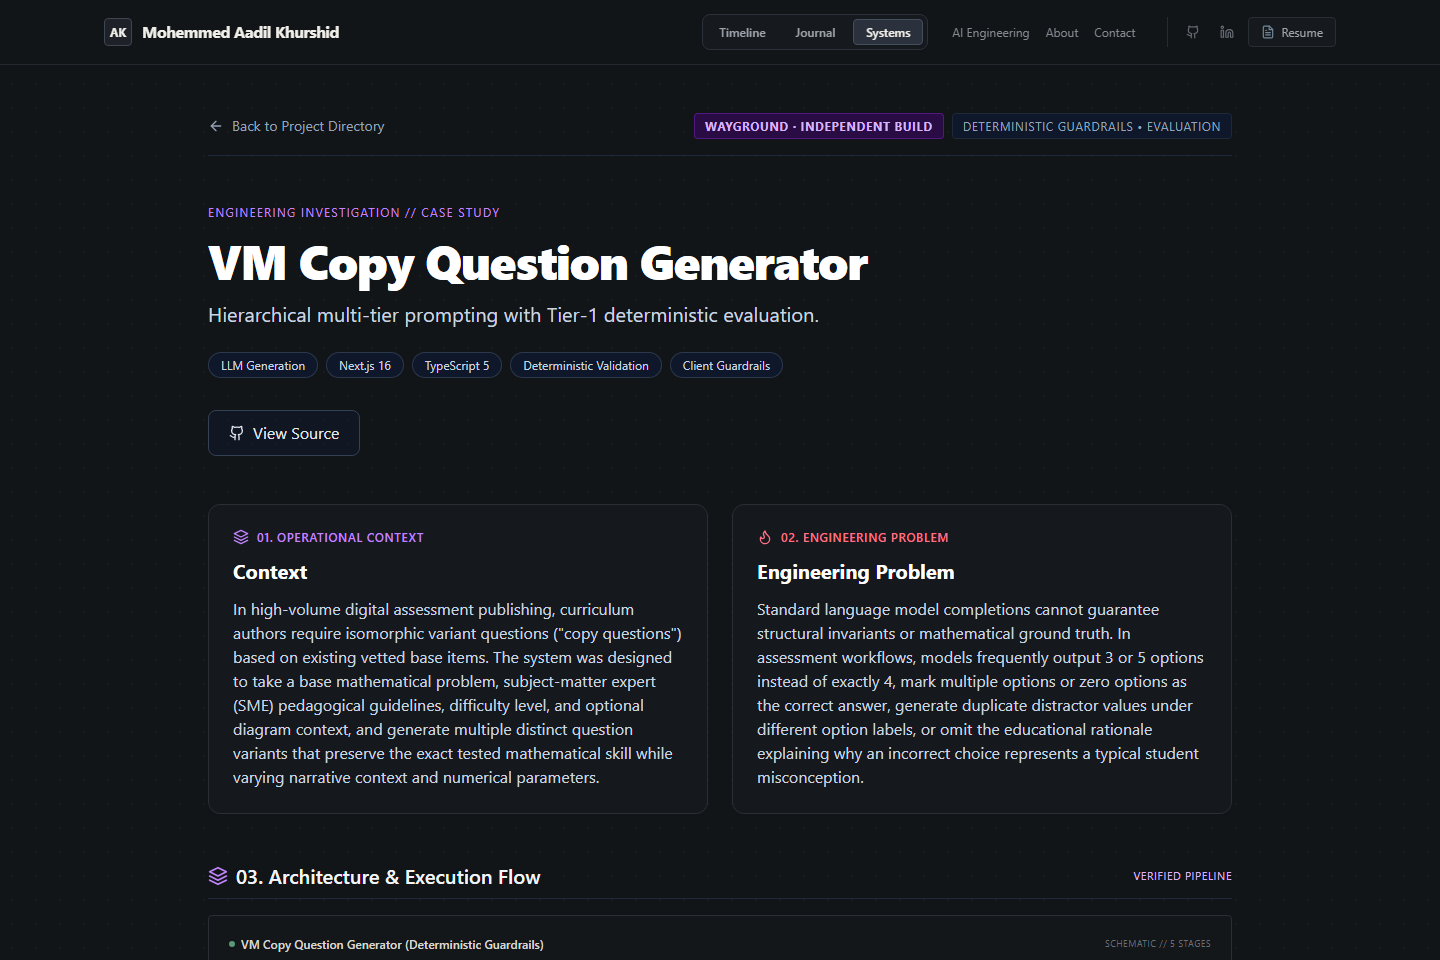 AK Mohemmed Aadil Khurshid
Timeline Journal Systems AI Engineering About Contact Resume
Back to Project Directory
WAYGROUND · INDEPENDENT BUILD
DETERMINISTIC GUARDRAILS • EVALUATION
ENGINEERING INVESTIGATION // CASE STUDY
VM Copy Question Generator
Hierarchical multi-tier prompting with Tier-1 deterministic evaluation.
LLM Generation Next.js 16 TypeScript 5 Deterministic Validation Client Guardrails
View Source
01. OPERATIONAL CONTEXT
Context
In high-volume digital assessment publishing, curriculum
authors require isomorphic variant questions ("copy questions")
based on existing vetted base items. The system was designed
to take a base mathematical problem, subject-matter expert
(SME) pedagogical guidelines, difficulty level, and optional
diagram context, and generate multiple distinct question
variants that preserve the exact tested mathematical skill while
varying narrative context and numerical parameters.
02. ENGINEERING PROBLEM
Engineering Problem
Standard language model completions cannot guarantee
structural invariants or mathematical ground truth. In
assessment workflows, models frequently output 3 or 5 options
instead of exactly 4, mark multiple options or zero options as
the correct answer, generate duplicate distractor values under
different option labels, or omit the educational rationale
explaining why an incorrect choice represents a typical student
misconception.
03. Architecture & Execution Flow
VERIFIED PIPELINE
VM Copy Question Generator (Deterministic Guardrails)
SCHEMATIC // 5 STAGES